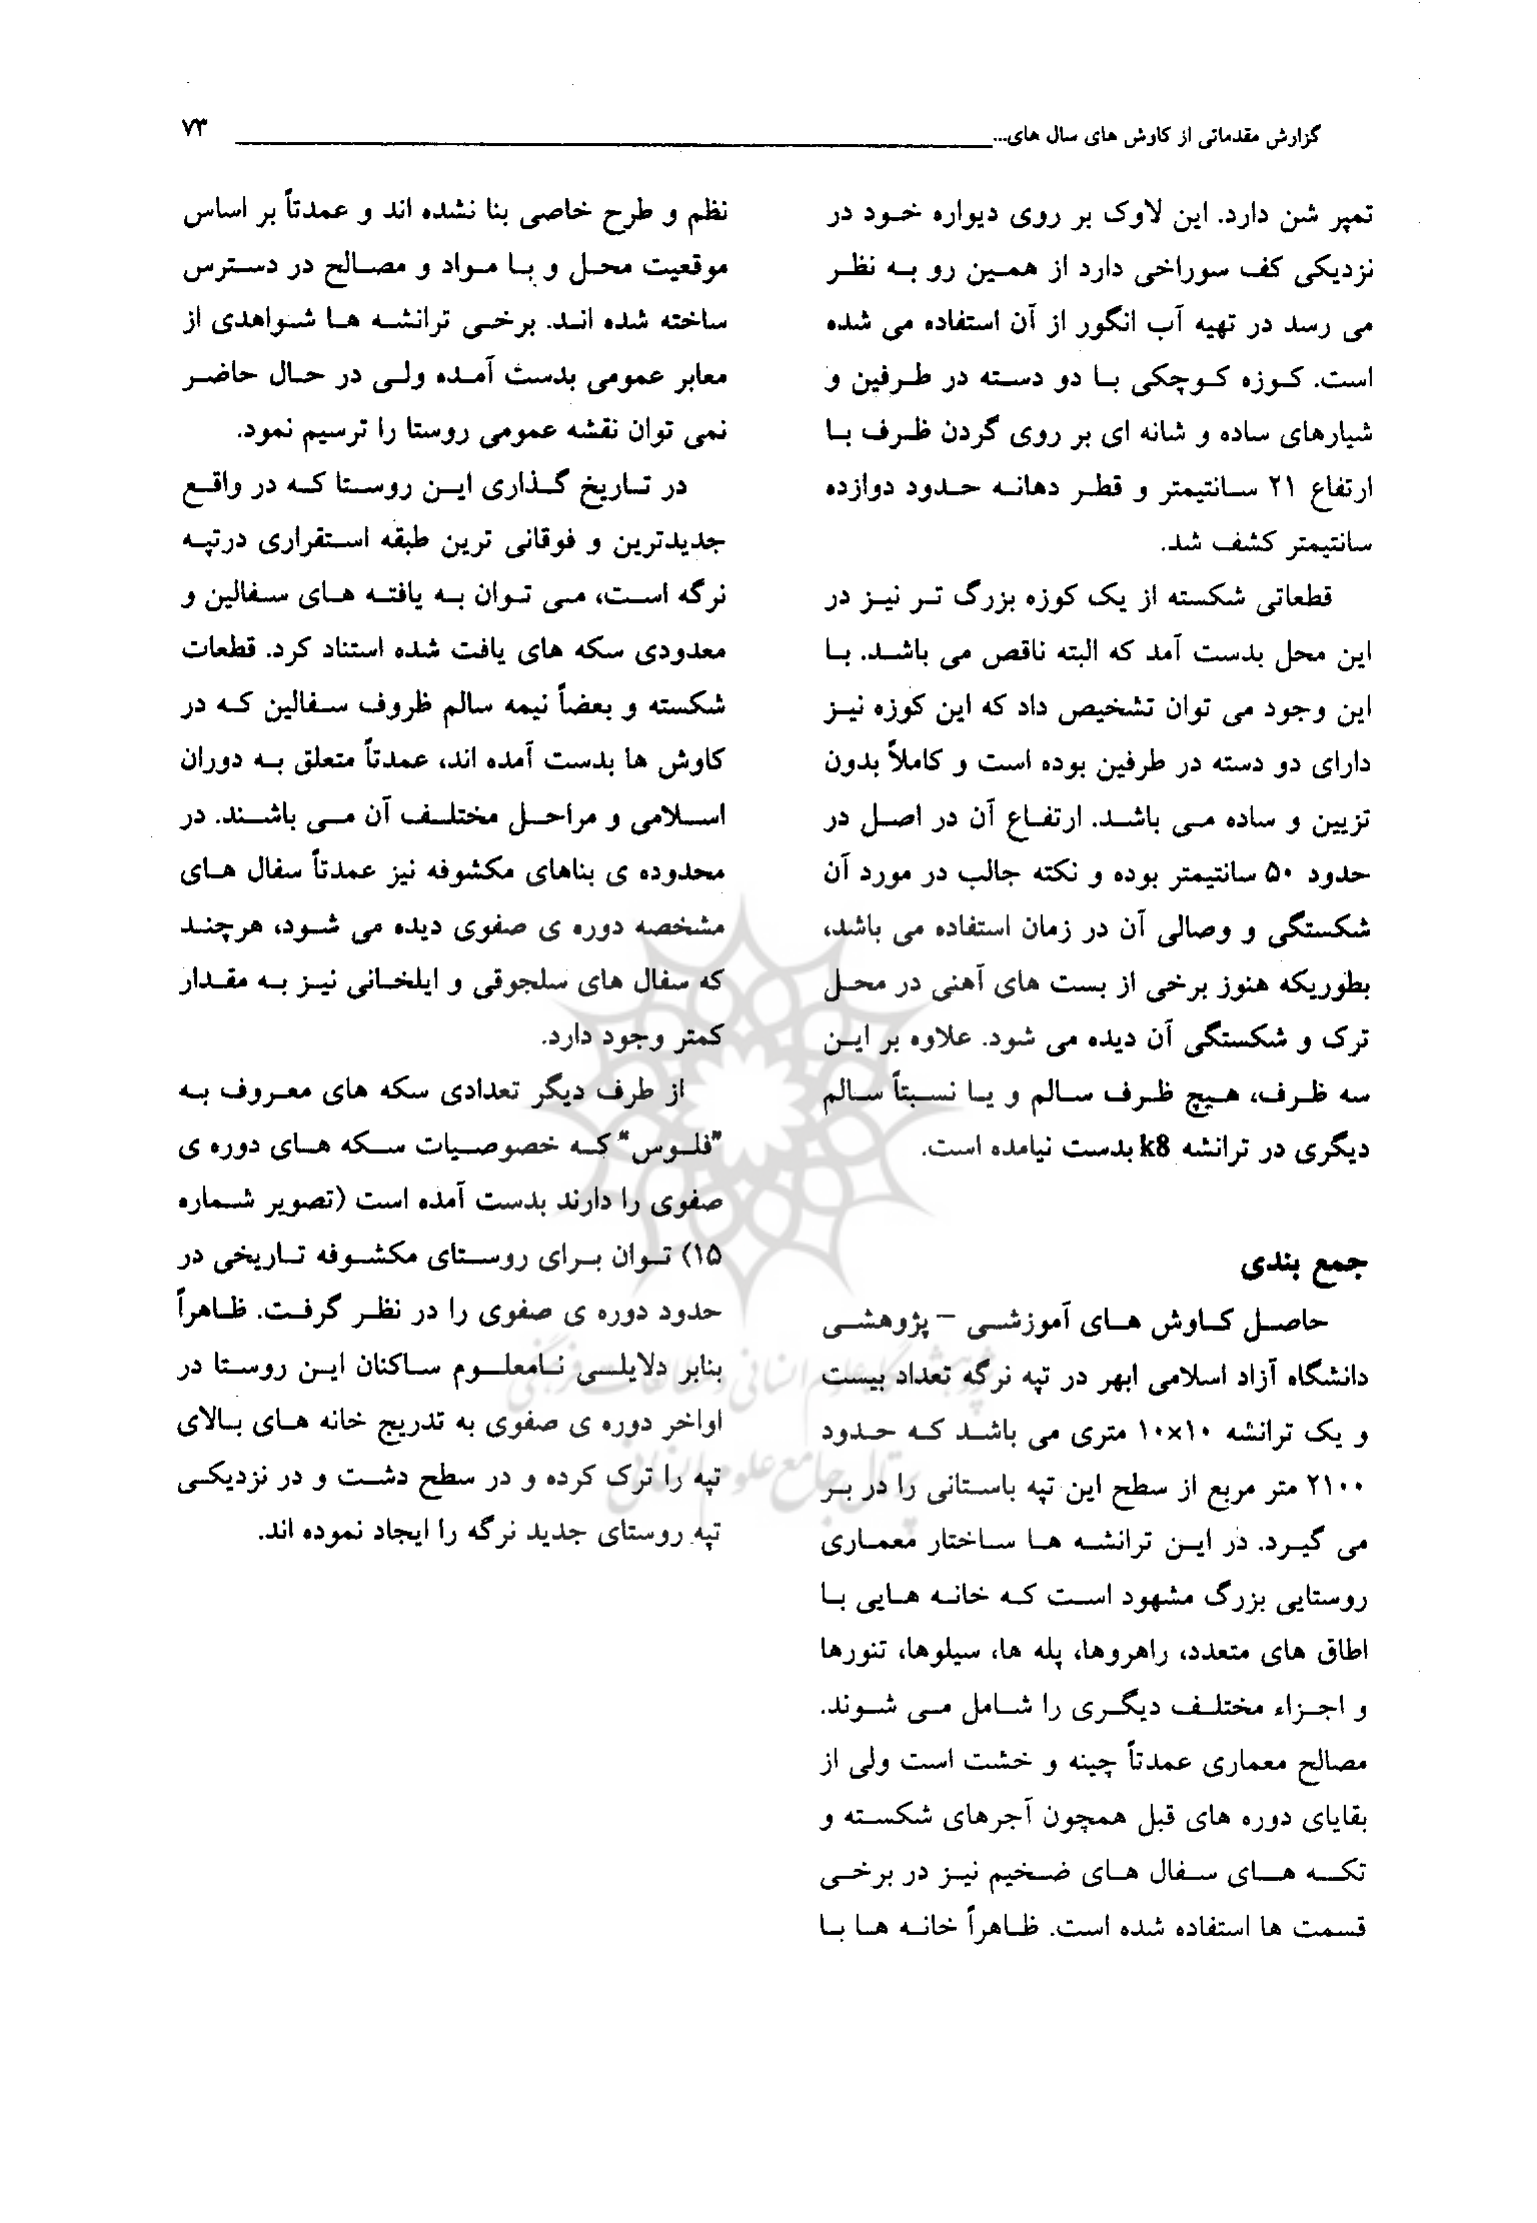 گزارش مقدماتی از کاوش های سال های...
۷۳
تمپر شن دارد. این لاوک بر روی دیواره خود در
نزدیکی کف سوراخی دارد از همین رو به نظر
می رسد در تهیه آب انگور از آن استفاده می شده
است. کوزه کوچکی با دو دسته در طرفین و
شیارهای ساده و شانه ای بر روی گردن ظرف با
ارتفاع ۲۱ سانتیمتر و قطر دهانه حدود دوازده
سانتیمتر کشف شد.
قطعاتی شکسته از یک کوزه بزرگ تر نیز در
این محل بدست آمد که البته ناقص می باشد. با
این وجود می توان تشخیص داد که این کوزه نیز
دارای دو دسته در طرفین بوده است و کاملاً بدون
تزیین و ساده می باشد. ارتفاع آن در اصل در
حدود ۵۰ سانتیمتر بوده و نکته جالب در مورد آن
شکستگی و وصالی آن در زمان استفاده می باشد،
بطوریکه هنوز برخی از بست های آهنی در محل
ترک و شکستگی آن دیده می شود. علاوه بر این
سه ظرف، هیچ ظرف سالم و یا نسبتاً سالم
دیگری در ترانشه k8 بدست نیامده است.
جمع بندی
حاصل کاوش های آموزشی – پژوهشی
دانشگاه آزاد اسلامی ابهر در تپه نرگه تعداد بیست
و یک ترانشه ۱۰×۱۰ متری می باشد که حدود
۲۱۰۰ متر مربع از سطح این تپه باستانی را در بر
می گیرد. در این ترانشه ها ساختار معماری
روستایی بزرگ مشهود است که خانه هایی با
اطاق های متعدد، راهروها، پله ها، سیلوها، تنورها
و اجزاء مختلف دیگری را شامل می شوند.
مصالح معماری عمدتاً چینه و خشت است ولی از
بقایای دوره های قبل همچون آجرهای شکسته و
تکه های سفال های ضخیم نیز در برخی
قسمت ها استفاده شده است. ظاهراً خانه ها با
نظم و طرح خاصی بنا نشده اند و عمدتاً بر اساس
موقعیت محل و با مواد و مصالح در دسترس
ساخته شده اند. برخی ترانشه ها شواهدی از
معابر عمومی بدست آمده ولی در حال حاضر
نمی توان نقشه عمومی روستا را ترسیم نمود.
در تاریخ گذاری این روستا که در واقع
جدیدترین و فوقانی ترین طبقه استقراری درتپه
نرگه است، می توان به یافته های سفالین و
معدودی سکه های یافت شده استناد کرد. قطعات
شکسته و بعضاً نیمه سالم ظروف سفالین که در
کاوش ها بدست آمده اند، عمدتاً متعلق به دوران
اسلامی و مراحل مختلف آن می باشند. در
محدوده ی بناهای مکشوفه نیز عمدتاً سفال های
مشخصه دوره ی صفوی دیده می شود، هرچند
که سفال های سلجوقی و ایلخانی نیز به مقدار
کمتر وجود دارد.
از طرف دیگر تعدادی سکه های معروف به
"فلوس" که خصوصیات سکه های دوره ی
صفوی را دارند بدست آمده است (تصویر شماره
۱۵) توان برای روستای مکشوفه تاریخی در
حدود دوره ی صفوی را در نظر گرفت. ظاهراً
بنابر دلایلی نامعلوم ساکنان این روستا در
اواخر دوره ی صفوی به تدریج خانه های بالای
تپه را ترک کرده و در سطح دشت و در نزدیکی
تپه روستای جدید نرگه را ایجاد نموده اند.
پژوهشگاه علوم انسانی و مطالعات فرهنگی
پرتال جامع علوم انسانی